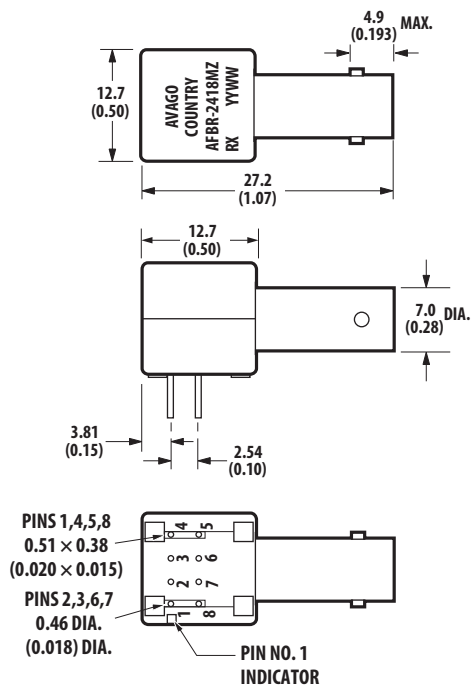 4.9
(0.193) MAX.
12.7
(0.50)
AVAGO
COUNTRY
AFBR-2418MZ
RX YYWW
27.2
(1.07)
12.7
(0.50)
7.0
(0.28) DIA.
3.81
(0.15)
2.54
(0.10)
PINS 1,4,5,8
0.51 × 0.38
(0.020 × 0.015)
PINS 2,3,6,7
0.46 DIA.
(0.018) DIA.
4 5
3 6
2 7
1 8
PIN NO. 1
INDICATOR